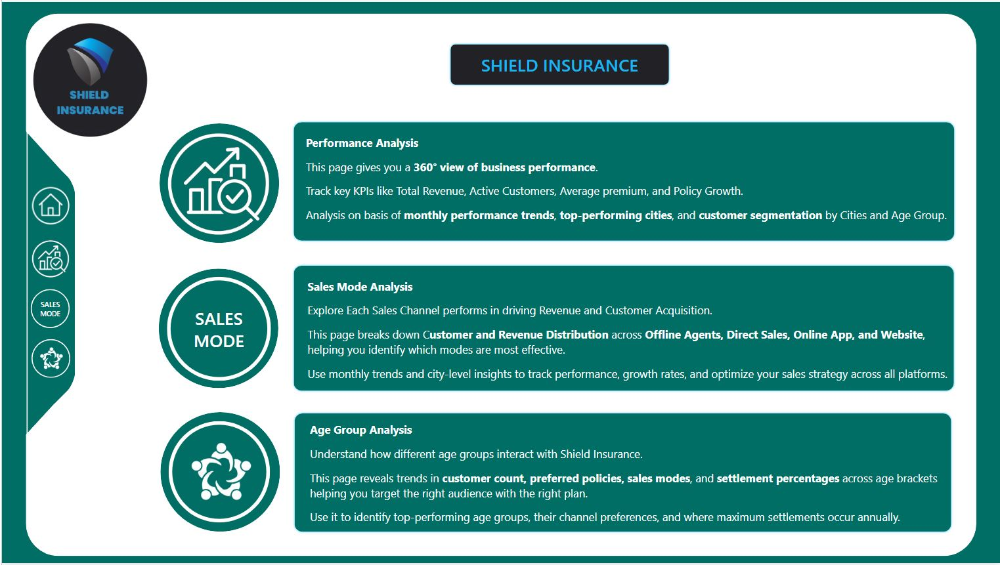 SHIELD
INSURANCE
SHIELD INSURANCE
Performance Analysis
This page gives you a 360° view of business performance.
Track key KPIs like Total Revenue, Active Customers, Average premium, and Policy Growth.
Analysis on basis of monthly performance trends, top-performing cities, and customer segmentation by Cities and Age Group.
SALES
MODE
SALES
MODE
Sales Mode Analysis
Explore Each Sales Channel performs in driving Revenue and Customer Acquisition.
This page breaks down Customer and Revenue Distribution across Offline Agents, Direct Sales, Online App, and Website,
helping you identify which modes are most effective.
Use monthly trends and city-level insights to track performance, growth rates, and optimize your sales strategy across all platforms.
Age Group Analysis
Understand how different age groups interact with Shield Insurance.
This page reveals trends in customer count, preferred policies, sales modes, and settlement percentages across age brackets
helping you target the right audience with the right plan.
Use it to identify top-performing age groups, their channel preferences, and where maximum settlements occur annually.